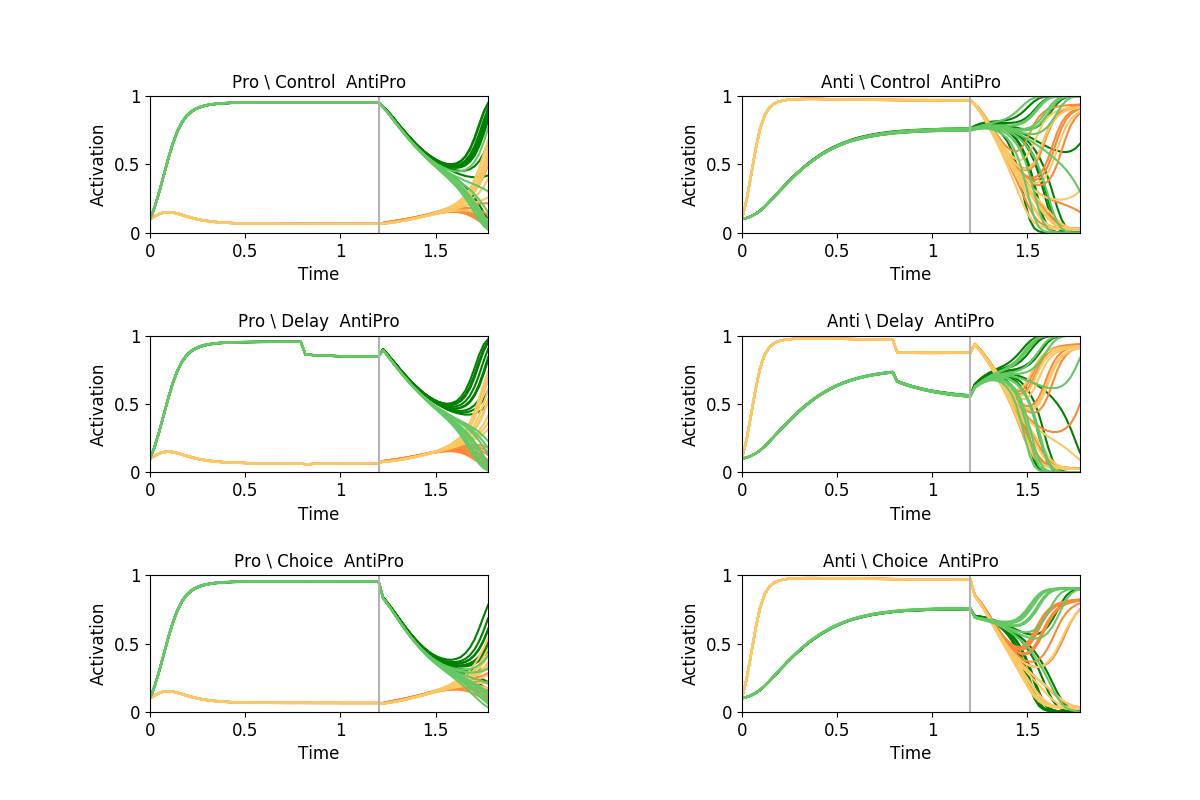 Pro \ Control  AntiPro
1
0.5
0
Activation
0 0.5 1 1.5
Time
Anti \ Control  AntiPro
1
0.5
0
Activation
0 0.5 1 1.5
Time
Pro \ Delay  AntiPro
1
0.5
0
Activation
0 0.5 1 1.5
Time
Anti \ Delay  AntiPro
1
0.5
0
Activation
0 0.5 1 1.5
Time
Pro \ Choice  AntiPro
1
0.5
0
Activation
0 0.5 1 1.5
Time
Anti \ Choice  AntiPro
1
0.5
0
Activation
0 0.5 1 1.5
Time